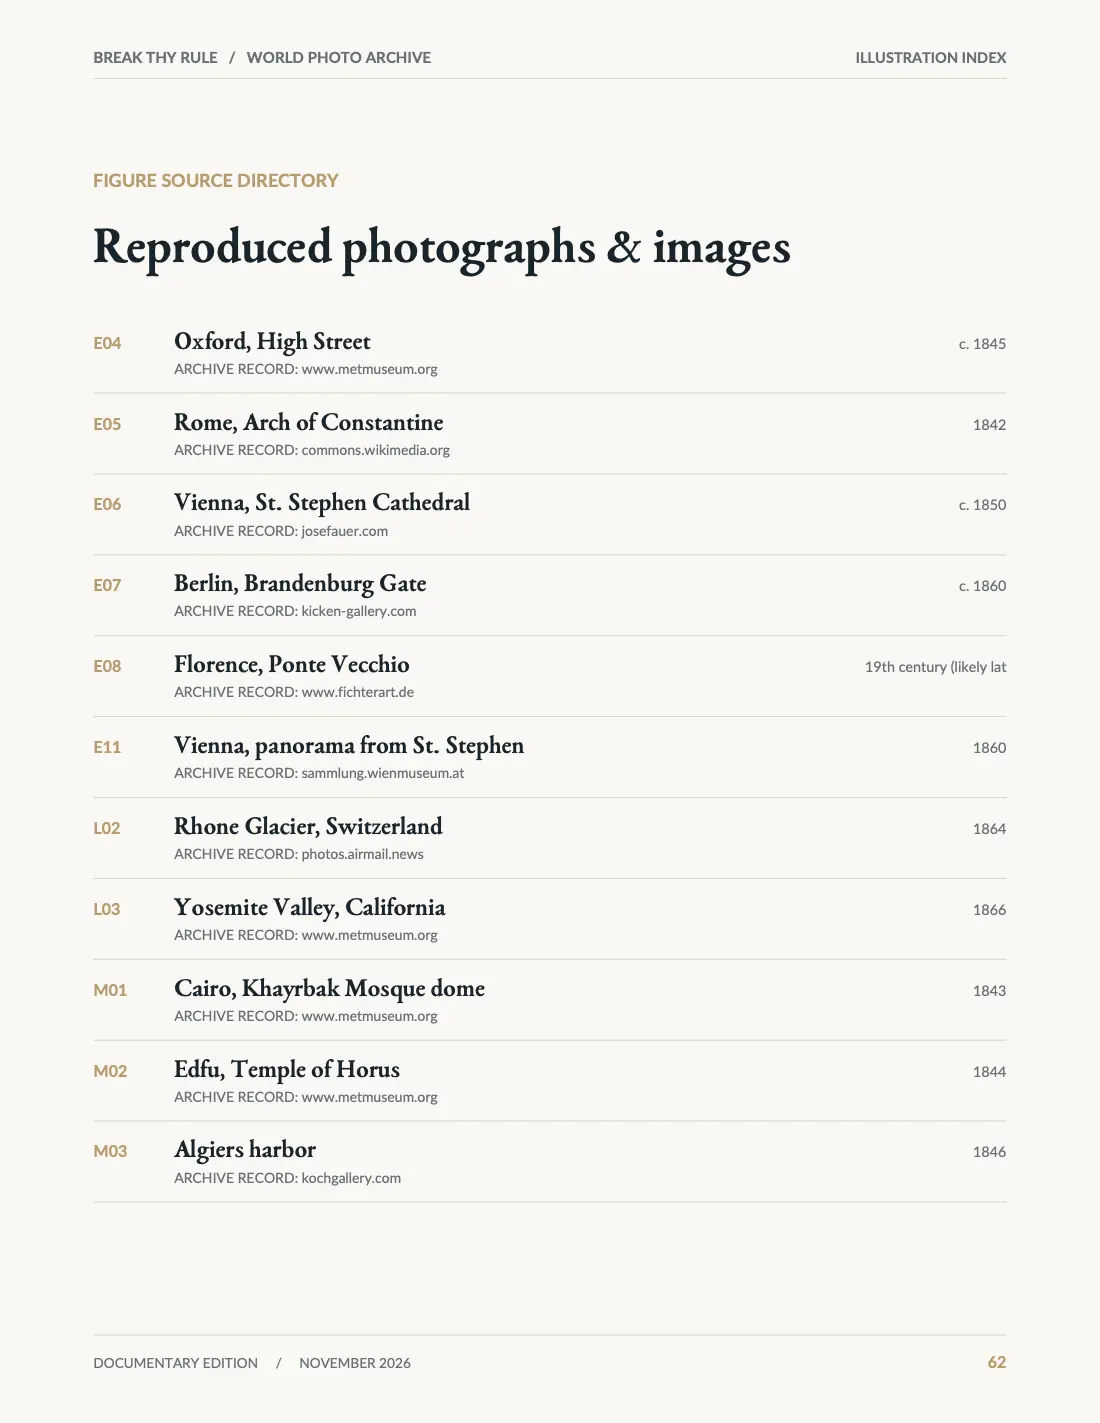 BREAK THY RULE / WORLD PHOTO ARCHIVE
ILLUSTRATION INDEX
FIGURE SOURCE DIRECTORY
Reproduced photographs & images
E04 Oxford, High Street c. 1845
ARCHIVE RECORD: www.metmuseum.org
E05 Rome, Arch of Constantine 1842
ARCHIVE RECORD: commons.wikimedia.org
E06 Vienna, St. Stephen Cathedral c. 1850
ARCHIVE RECORD: josefauer.com
E07 Berlin, Brandenburg Gate c. 1860
ARCHIVE RECORD: kicken-gallery.com
E08 Florence, Ponte Vecchio 19th century (likely lat
ARCHIVE RECORD: www.fichterart.de
E11 Vienna, panorama from St. Stephen 1860
ARCHIVE RECORD: sammlung.wienmuseum.at
L02 Rhone Glacier, Switzerland 1864
ARCHIVE RECORD: photos.airmail.news
L03 Yosemite Valley, California 1866
ARCHIVE RECORD: www.metmuseum.org
M01 Cairo, Khayrbak Mosque dome 1843
ARCHIVE RECORD: www.metmuseum.org
M02 Edfu, Temple of Horus 1844
ARCHIVE RECORD: www.metmuseum.org
M03 Algiers harbor 1846
ARCHIVE RECORD: kochgallery.com
DOCUMENTARY EDITION / NOVEMBER 2026
62